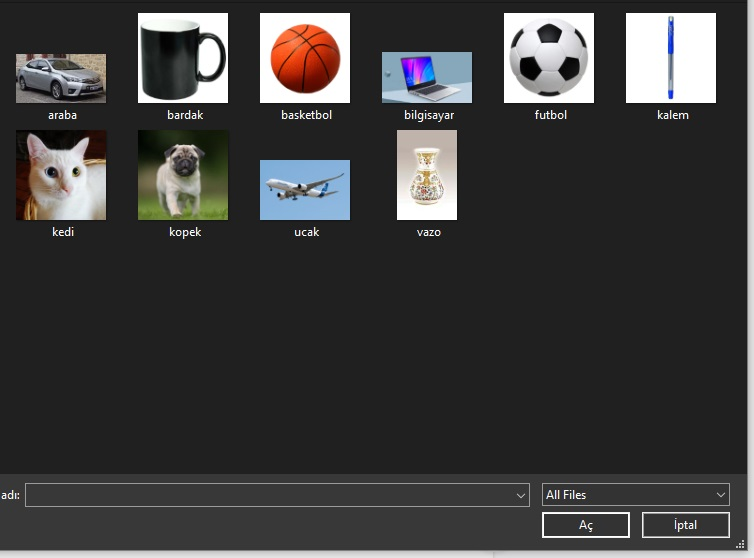 araba
bardak
basketbol
bilgisayar
futbol
kalem
kedi
kopek
ucak
vazo
adı:
All Files
Aç
İptal